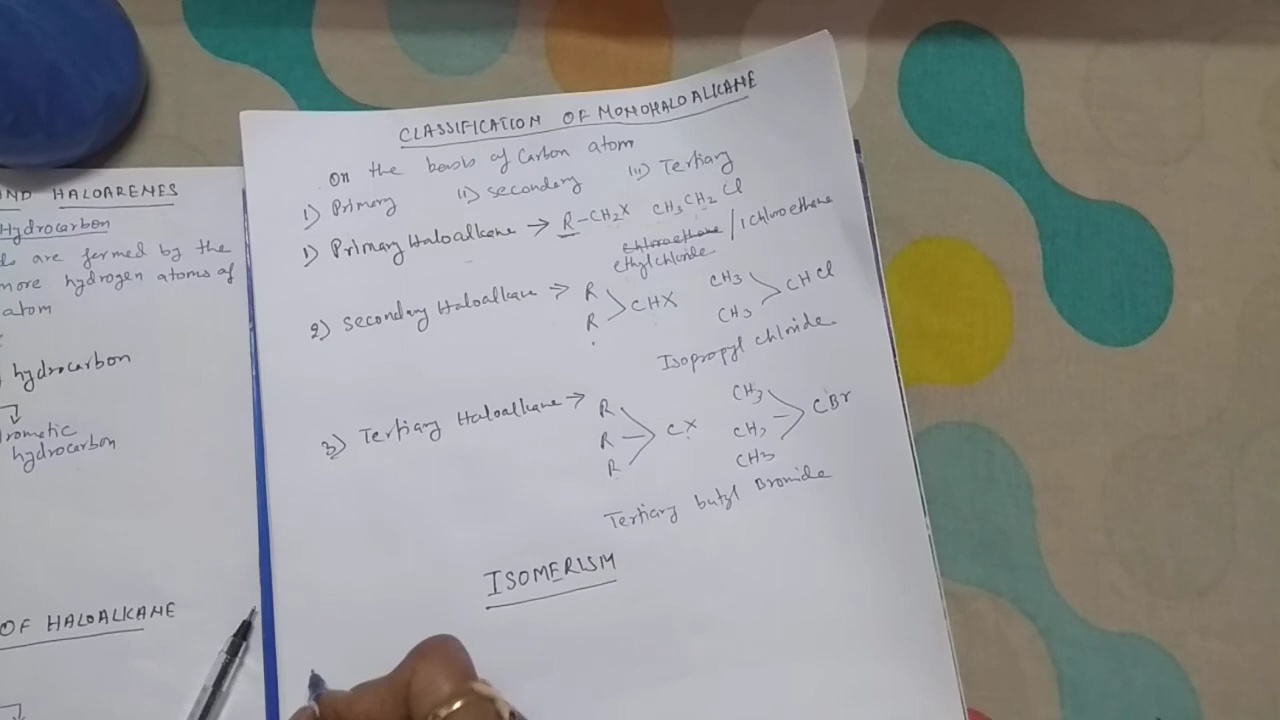 AND HALOARENES
Hydrocarbon
are formed by the
more hydrogen atoms of
atom
hydrocarbon
hydrocarbon
OF HALOALKANE
CLASSIFICATION OF MONOHALOALKANE
On the basis of Carbon atom
i) Primary ii) Secondary iii) Tertiary
1) Primary Haloalkane → R-CH2X CH3CH2Cl
chloroethane / 1 chloroethane
ethylchloride
2) Secondary Haloalkane → R R > CHX CH3 CH3 > CHCl
Isopropyl chloride
3) Tertiary Haloalkane → R R R > CX CH3 CH3 CH3 > CBr
Tertiary butyl Bromide
ISOMERISM